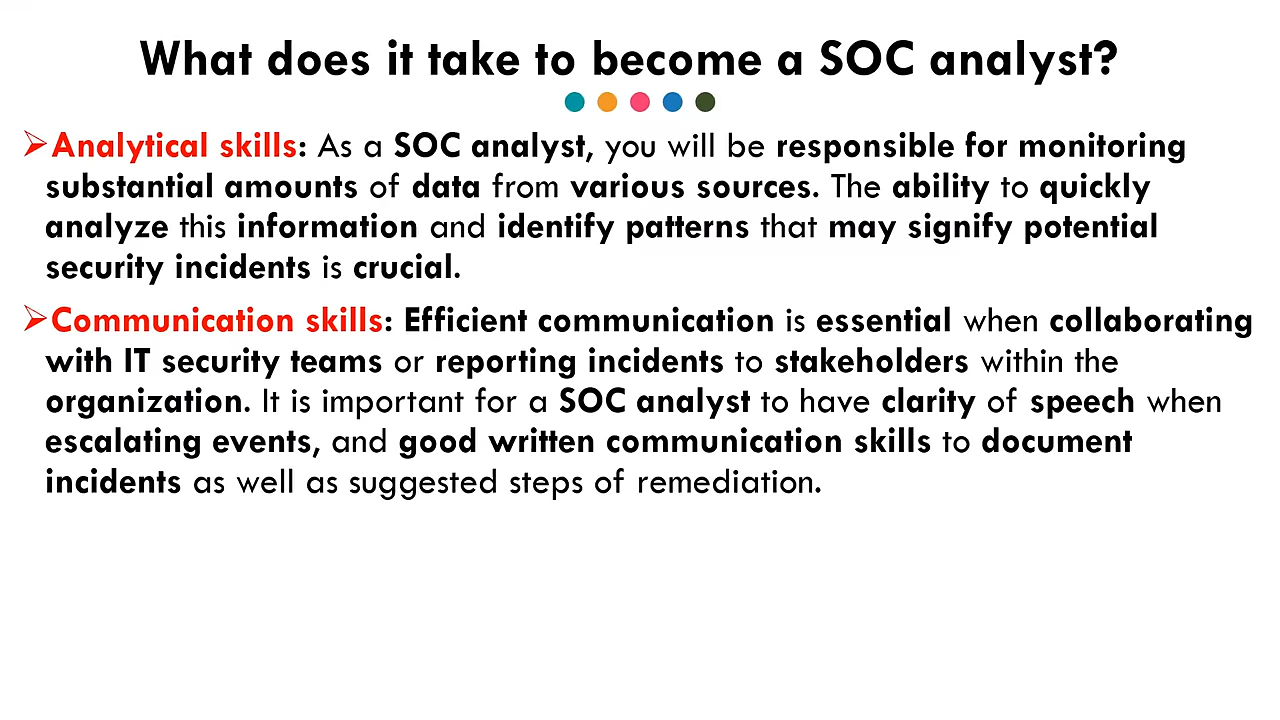 What does it take to become a SOC analyst?
➢Analytical skills: As a SOC analyst, you will be responsible for monitoring
substantial amounts of data from various sources. The ability to quickly
analyze this information and identify patterns that may signify potential
security incidents is crucial.
➢Communication skills: Efficient communication is essential when collaborating
with IT security teams or reporting incidents to stakeholders within the
organization. It is important for a SOC analyst to have clarity of speech when
escalating events, and good written communication skills to document
incidents as well as suggested steps of remediation.